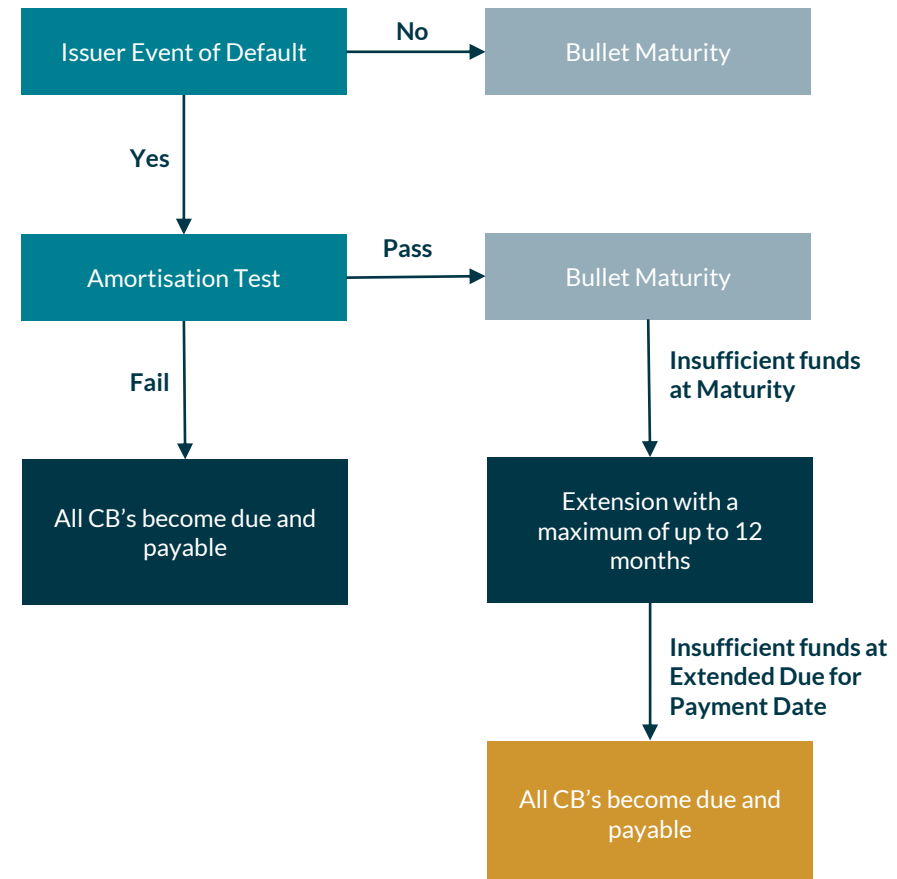 Issuer Event of Default
No
Bullet Maturity
Yes
Amortisation Test
Pass
Bullet Maturity
Fail
Insufficient funds
at Maturity
All CB's become due and
payable
Extension with a
maximum of up to 12
months
Insufficient funds at
Extended Due for
Payment Date
All CB's become due and
payable